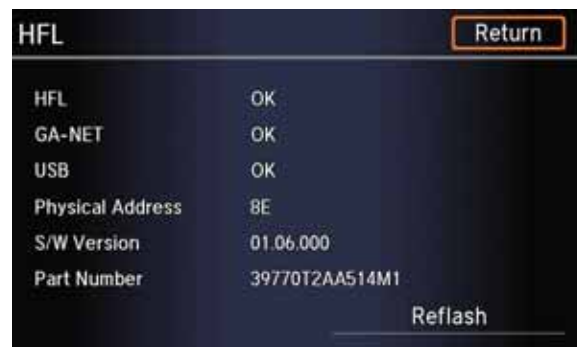 HFL Return
HFL OK
GA-NET OK
USB OK
Physical Address 8E
S/W Version 01.06.000
Part Number 39770T2AA514M1
Reflash